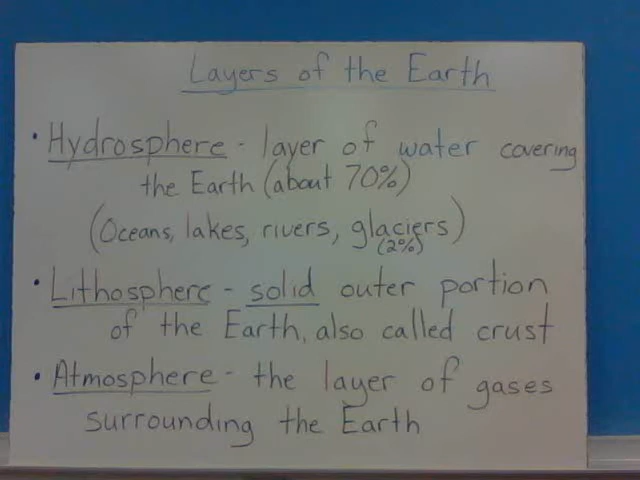 Layers of the Earth
• Hydrosphere - layer of water covering
the Earth (about 70%)
(Oceans, lakes, rivers, glaciers)
(2%)
• Lithosphere - solid outer portion
of the Earth, also called crust
• Atmosphere - the layer of gases
surrounding the Earth